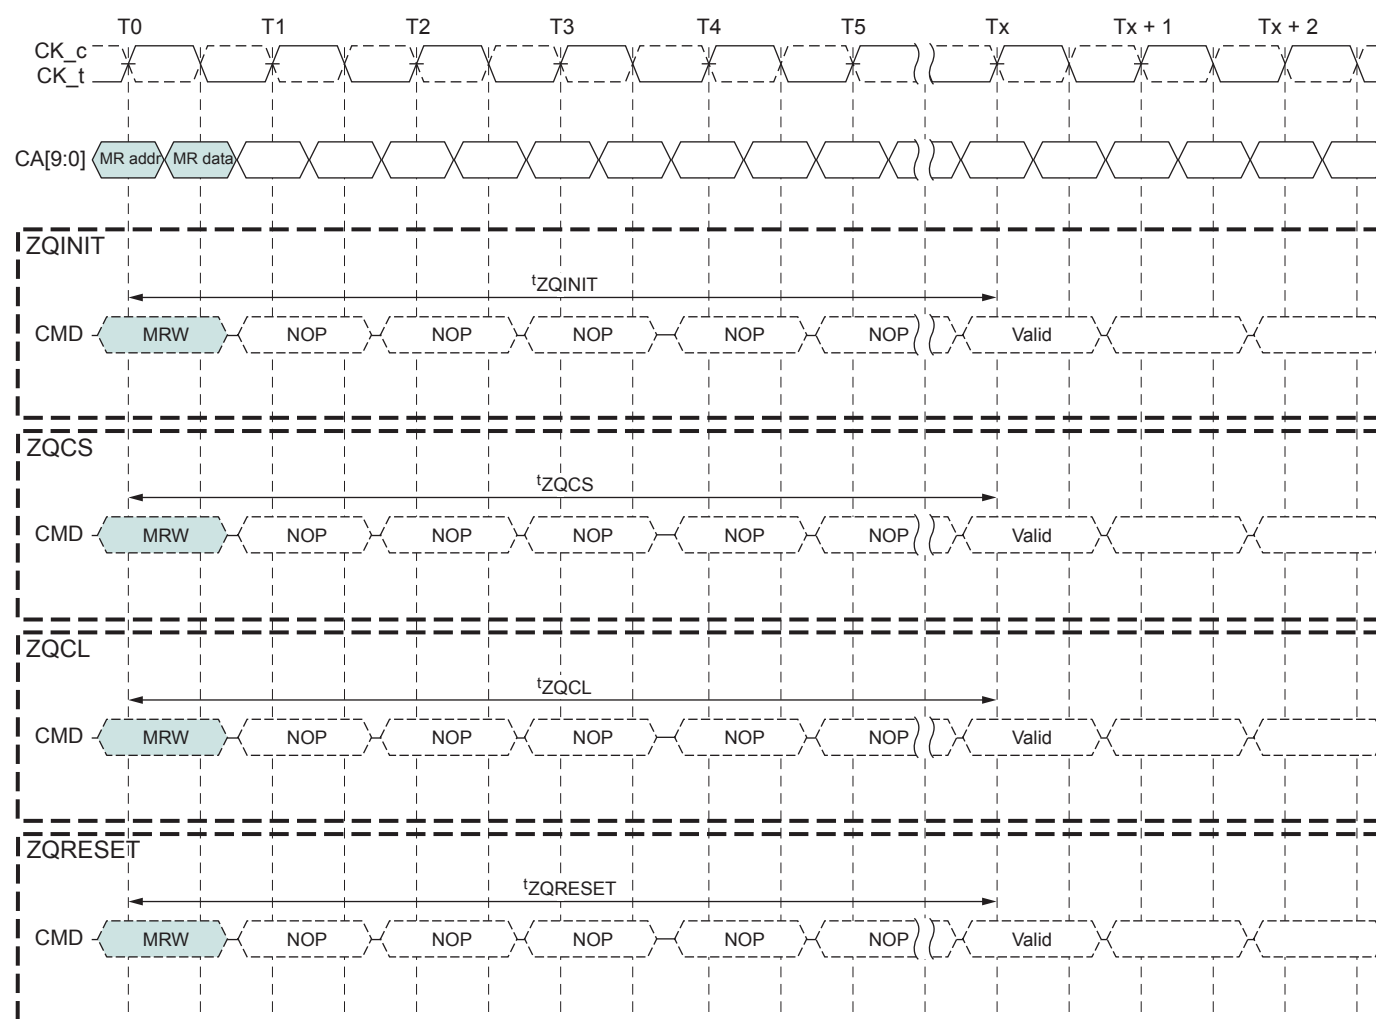 T0 T1 T2 T3 T4 T5 Tx Tx + 1 Tx + 2
CK_c
CK_t
CA[9:0] MR addr MR data
ZQINIT
tZQINIT
CMD MRW NOP NOP NOP NOP NOP Valid
ZQCS
tZQCS
CMD MRW NOP NOP NOP NOP NOP Valid
ZQCL
tZQCL
CMD MRW NOP NOP NOP NOP NOP Valid
ZQRESET
tZQRESET
CMD MRW NOP NOP NOP NOP NOP Valid